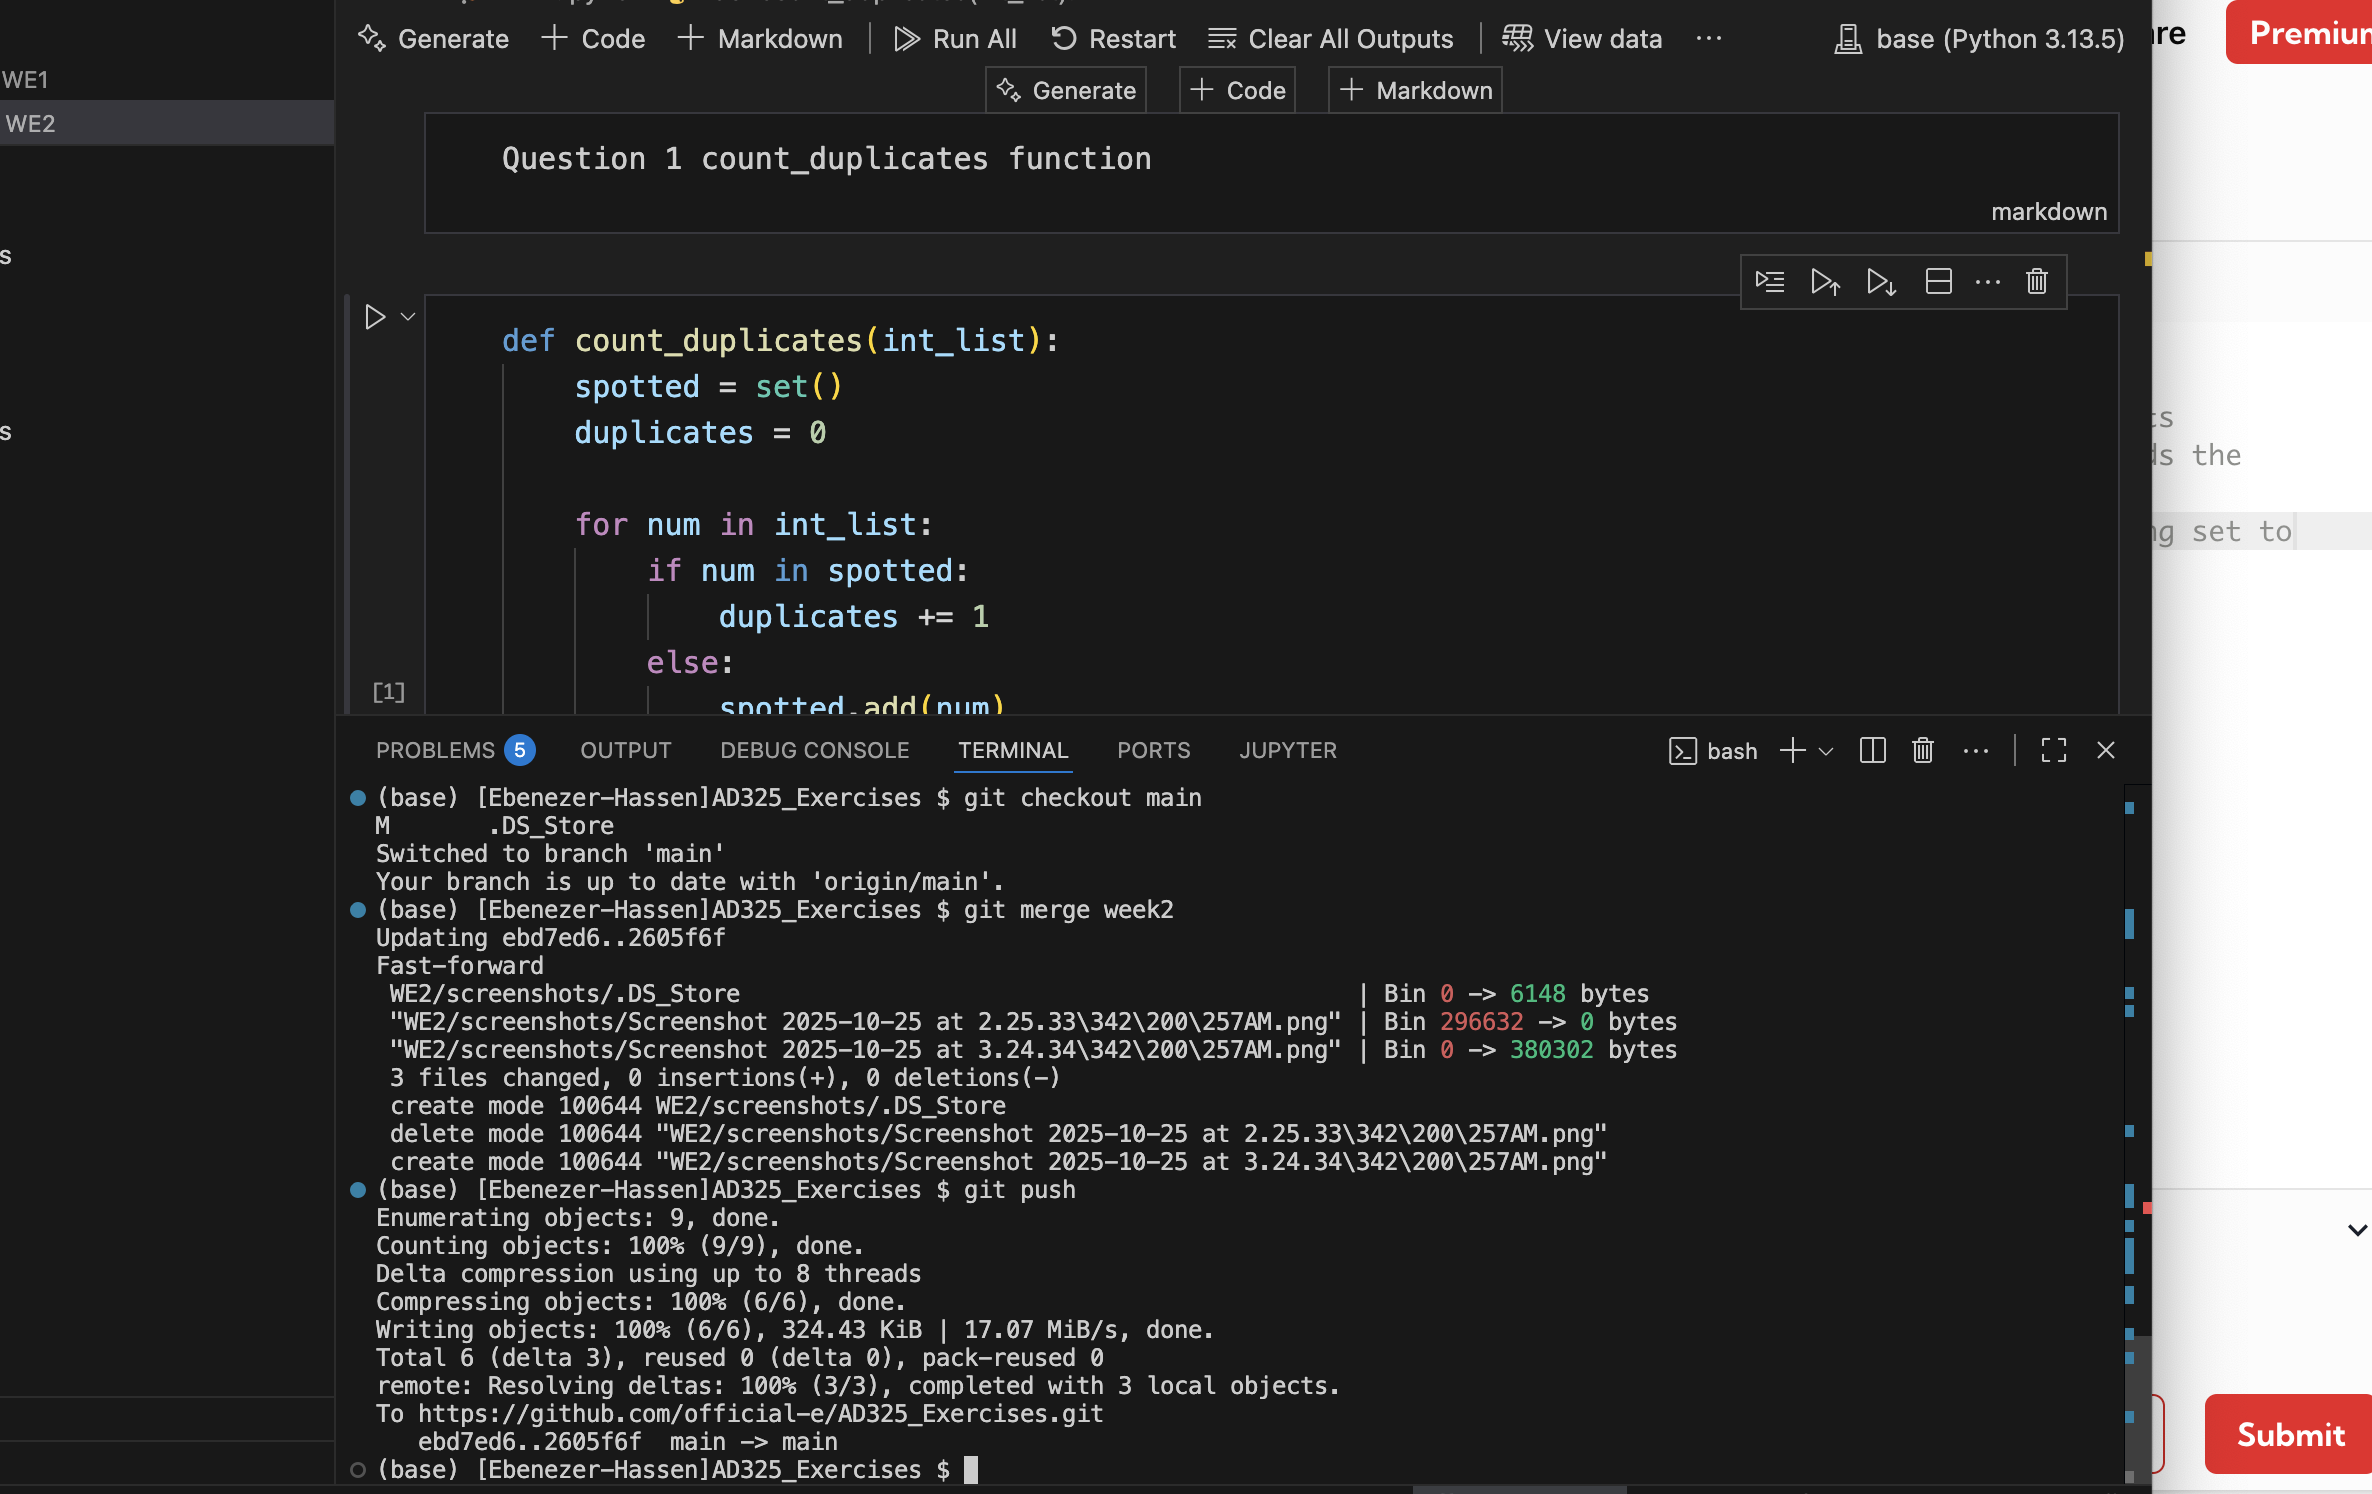 Generate Code Markdown Run All Restart Clear All Outputs View data ... base (Python 3.13.5)
Premium
WE1
WE2
Generate Code Markdown
Question 1 count_duplicates function
markdown
def count_duplicates(int_list):
spotted = set()
duplicates = 0
for num in int_list:
if num in spotted:
duplicates += 1
else:
[1]
spotted.add(num)
s
s
the
set to
PROBLEMS 5 OUTPUT DEBUG CONSOLE TERMINAL PORTS JUPYTER bash
(base) [Ebenezer-Hassen]AD325_Exercises $ git checkout main
M       .DS_Store
Switched to branch 'main'
Your branch is up to date with 'origin/main'.
(base) [Ebenezer-Hassen]AD325_Exercises $ git merge week2
Updating ebd7ed6..2605f6f
Fast-forward
WE2/screenshots/.DS_Store | Bin 0 -> 6148 bytes
"WE2/screenshots/Screenshot 2025-10-25 at 2.25.33\342\200\257AM.png" | Bin 296632 -> 0 bytes
"WE2/screenshots/Screenshot 2025-10-25 at 3.24.34\342\200\257AM.png" | Bin 0 -> 380302 bytes
3 files changed, 0 insertions(+), 0 deletions(-)
create mode 100644 WE2/screenshots/.DS_Store
delete mode 100644 "WE2/screenshots/Screenshot 2025-10-25 at 2.25.33\342\200\257AM.png"
create mode 100644 "WE2/screenshots/Screenshot 2025-10-25 at 3.24.34\342\200\257AM.png"
(base) [Ebenezer-Hassen]AD325_Exercises $ git push
Enumerating objects: 9, done.
Counting objects: 100% (9/9), done.
Delta compression using up to 8 threads
Compressing objects: 100% (6/6), done.
Writing objects: 100% (6/6), 324.43 KiB | 17.07 MiB/s, done.
Total 6 (delta 3), reused 0 (delta 0), pack-reused 0
remote: Resolving deltas: 100% (3/3), completed with 3 local objects.
To https://github.com/official-e/AD325_Exercises.git
ebd7ed6..2605f6f  main -> main
(base) [Ebenezer-Hassen]AD325_Exercises $
Submit